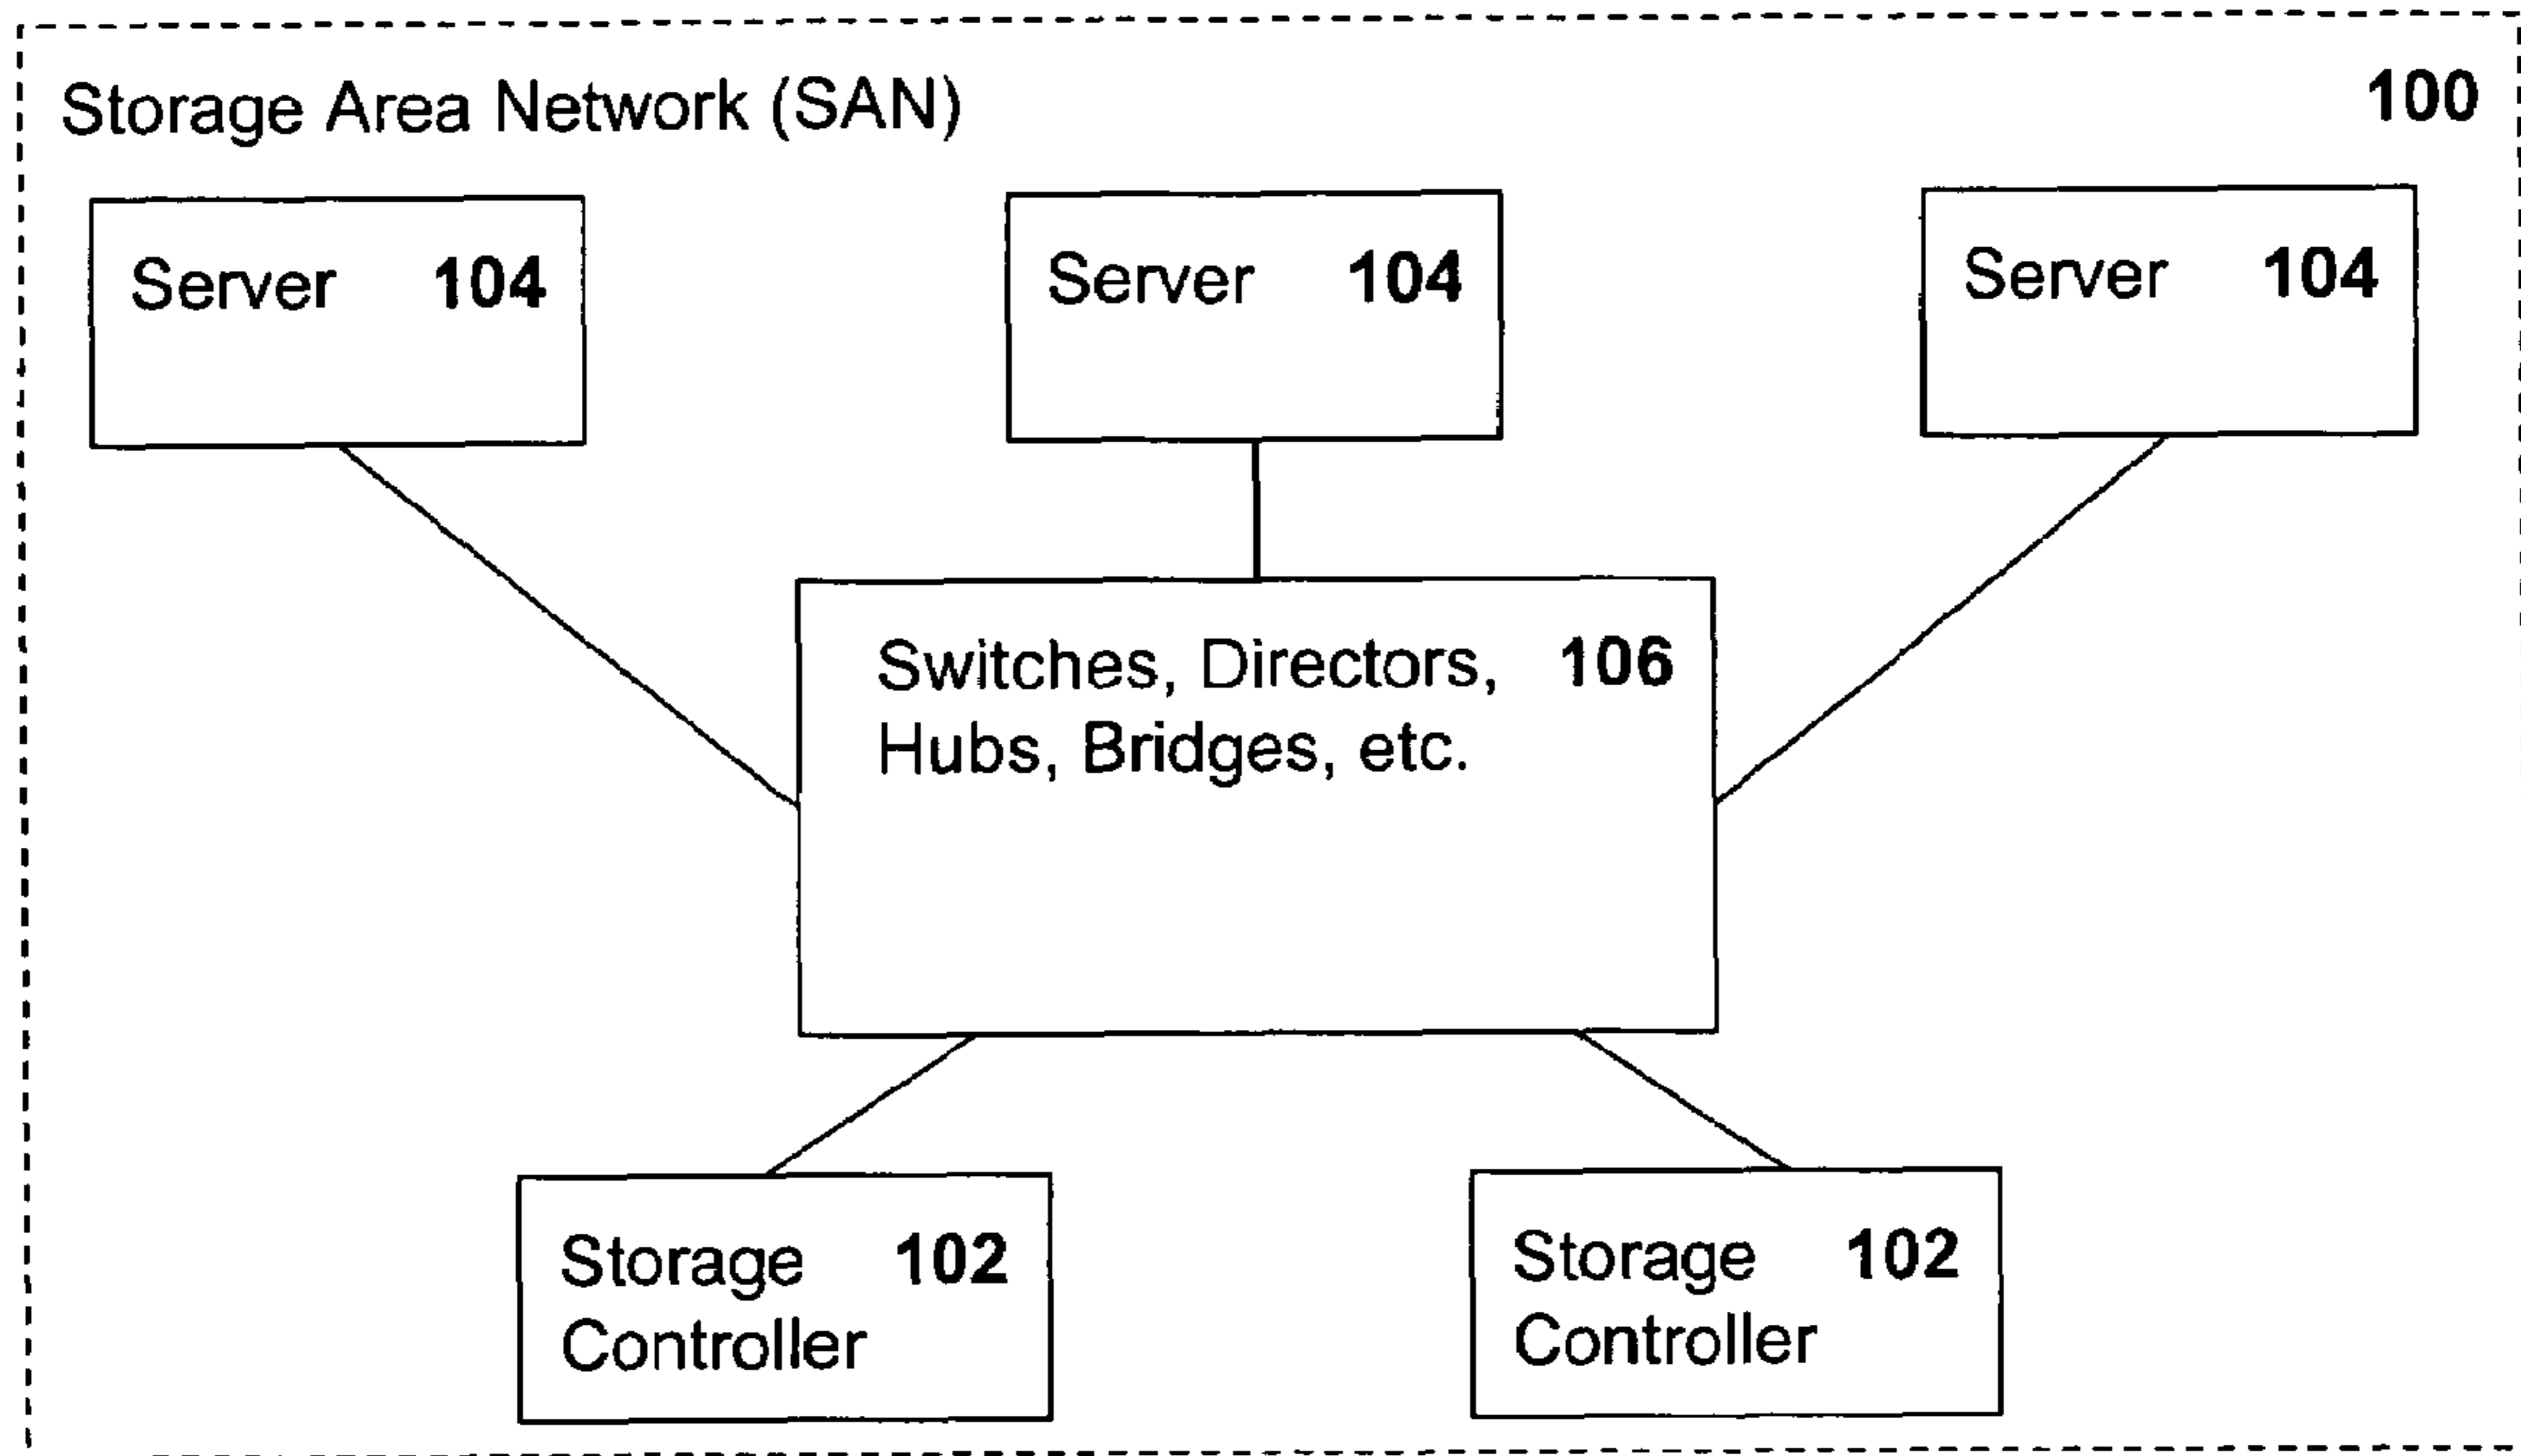 Storage Area Network (SAN) 100
Server 104
Server 104
Server 104
Switches, Directors, 106
Hubs, Bridges, etc.
Storage 102
Controller
Storage 102
Controller